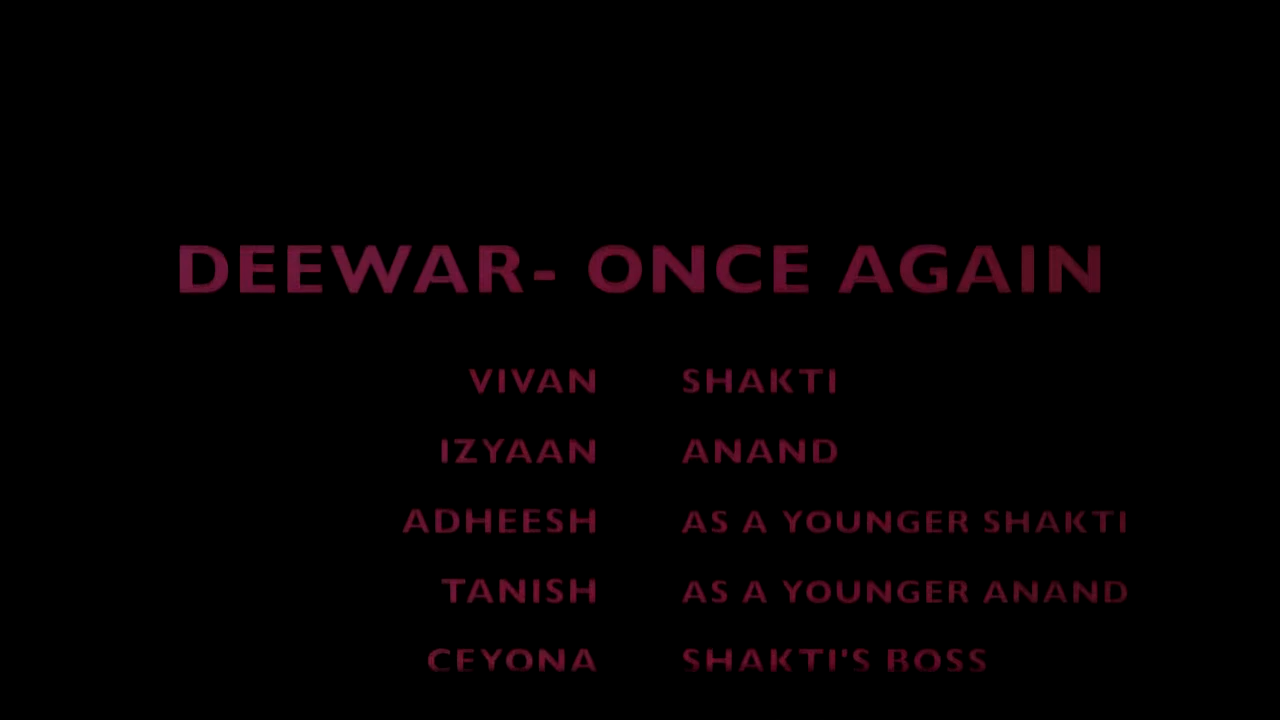 DEEWAR- ONCE AGAIN
VIVAN SHAKTI
IZYAAN ANAND
ADHEESH AS A YOUNGER SHAKTI
TANISH AS A YOUNGER ANAND
CEYONA SHAKTI'S BOSS